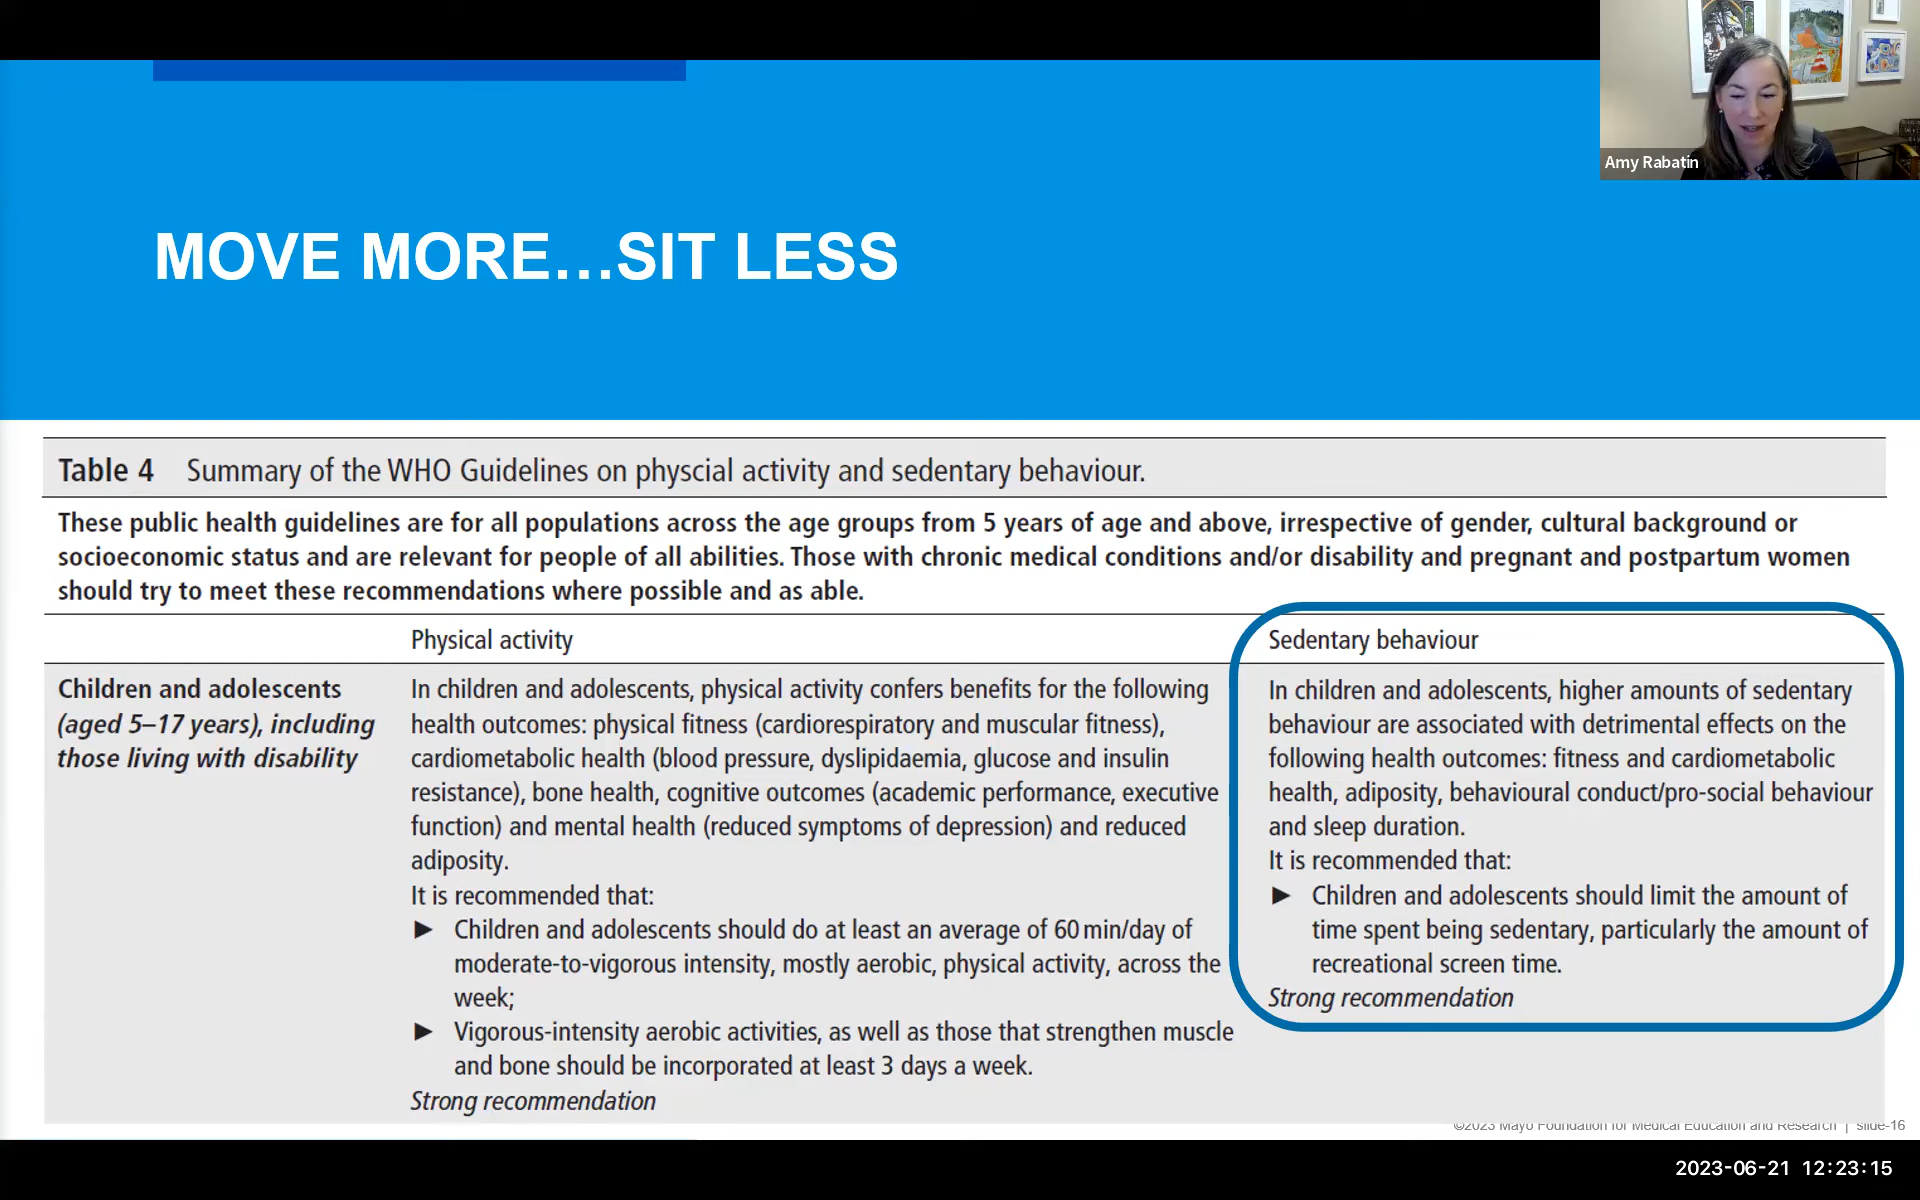 Amy Rabatin
MOVE MORE...SIT LESS
Table 4 Summary of the WHO Guidelines on physcial activity and sedentary behaviour.
These public health guidelines are for all populations across the age groups from 5 years of age and above, irrespective of gender, cultural background or
socioeconomic status and are relevant for people of all abilities. Those with chronic medical conditions and/or disability and pregnant and postpartum women
should try to meet these recommendations where possible and as able.
Physical activity
Sedentary behaviour
Children and adolescents
(aged 5–17 years), including
those living with disability
In children and adolescents, physical activity confers benefits for the following
health outcomes: physical fitness (cardiorespiratory and muscular fitness),
cardiometabolic health (blood pressure, dyslipidaemia, glucose and insulin
resistance), bone health, cognitive outcomes (academic performance, executive
function) and mental health (reduced symptoms of depression) and reduced
adiposity.
It is recommended that:
► Children and adolescents should do at least an average of 60 min/day of
moderate-to-vigorous intensity, mostly aerobic, physical activity, across the
week;
► Vigorous-intensity aerobic activities, as well as those that strengthen muscle
and bone should be incorporated at least 3 days a week.
Strong recommendation
In children and adolescents, higher amounts of sedentary
behaviour are associated with detrimental effects on the
following health outcomes: fitness and cardiometabolic
health, adiposity, behavioural conduct/pro-social behaviour
and sleep duration.
It is recommended that:
► Children and adolescents should limit the amount of
time spent being sedentary, particularly the amount of
recreational screen time.
Strong recommendation
©2023 Mayo Foundation for Medical Education and Research | slide-16
2023-06-21 12:23:15